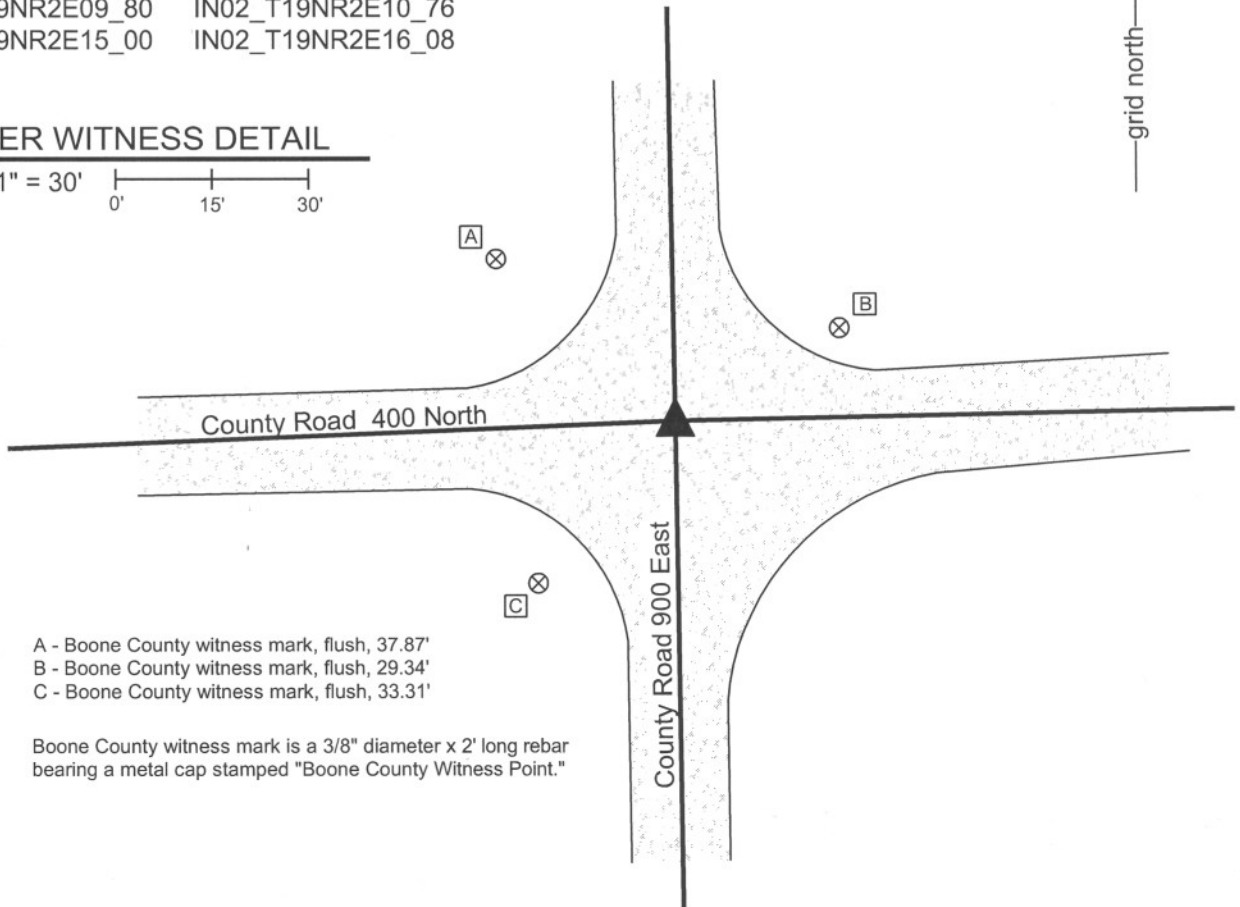 9NR2E09_80 IN02_T19NR2E10_76
9NR2E15_00 IN02_T19NR2E16_08
ER WITNESS DETAIL
1" = 30'
0' 15' 30'
grid north
A
B
County Road 400 North
County Road 900 East
C
A - Boone County witness mark, flush, 37.87'
B - Boone County witness mark, flush, 29.34'
C - Boone County witness mark, flush, 33.31'
Boone County witness mark is a 3/8" diameter x 2' long rebar
bearing a metal cap stamped "Boone County Witness Point."